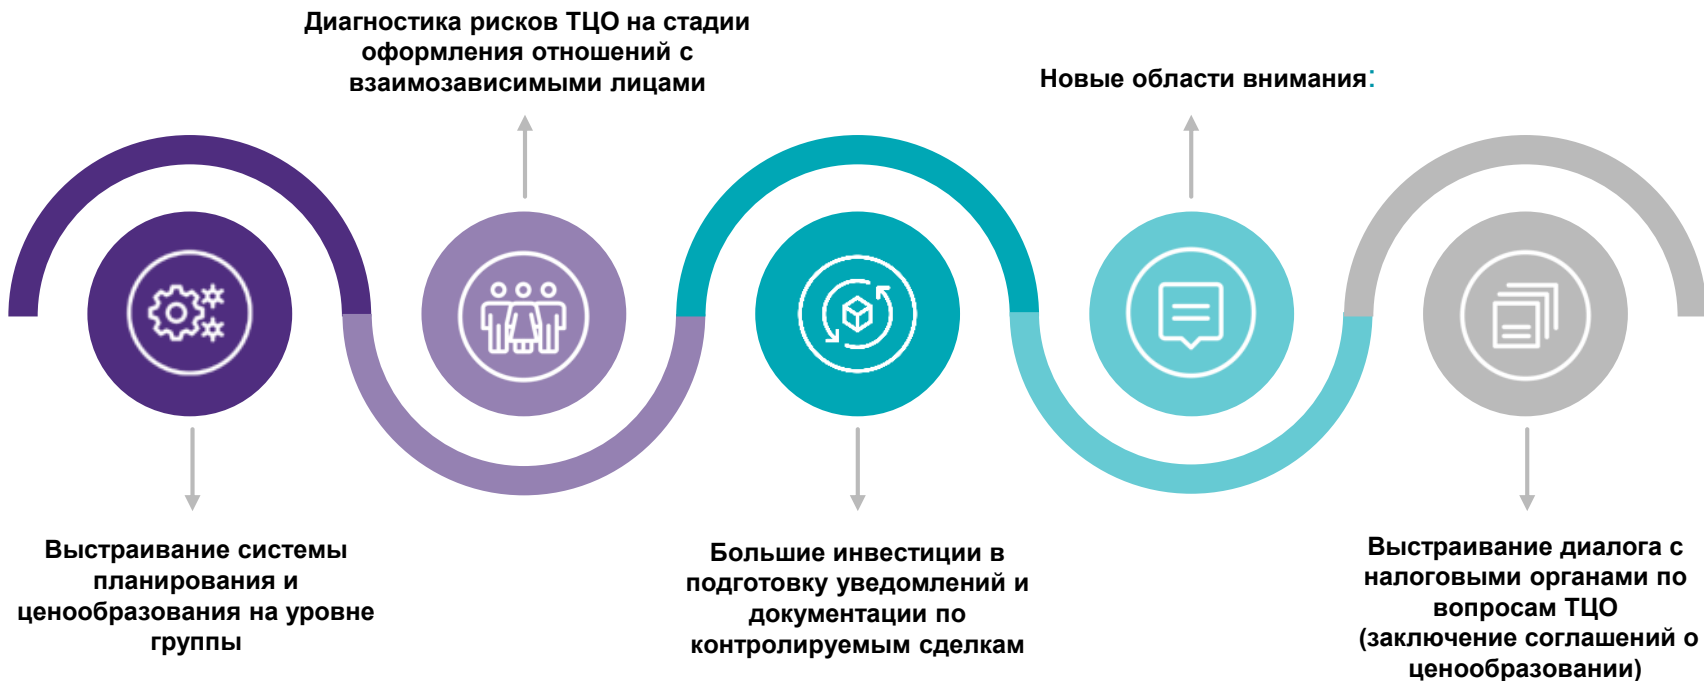 Диагностика рисков ТЦО на стадии
оформления отношений с
взаимозависимыми лицами
Новые области внимания:
Выстраивание системы
планирования и
ценообразования на уровне
группы
Большие инвестиции в
подготовку уведомлений и
документации по
контролируемым сделкам
Выстраивание диалога с
налоговыми органами по
вопросам ТЦО
(заключение соглашений о
ценообразовании)